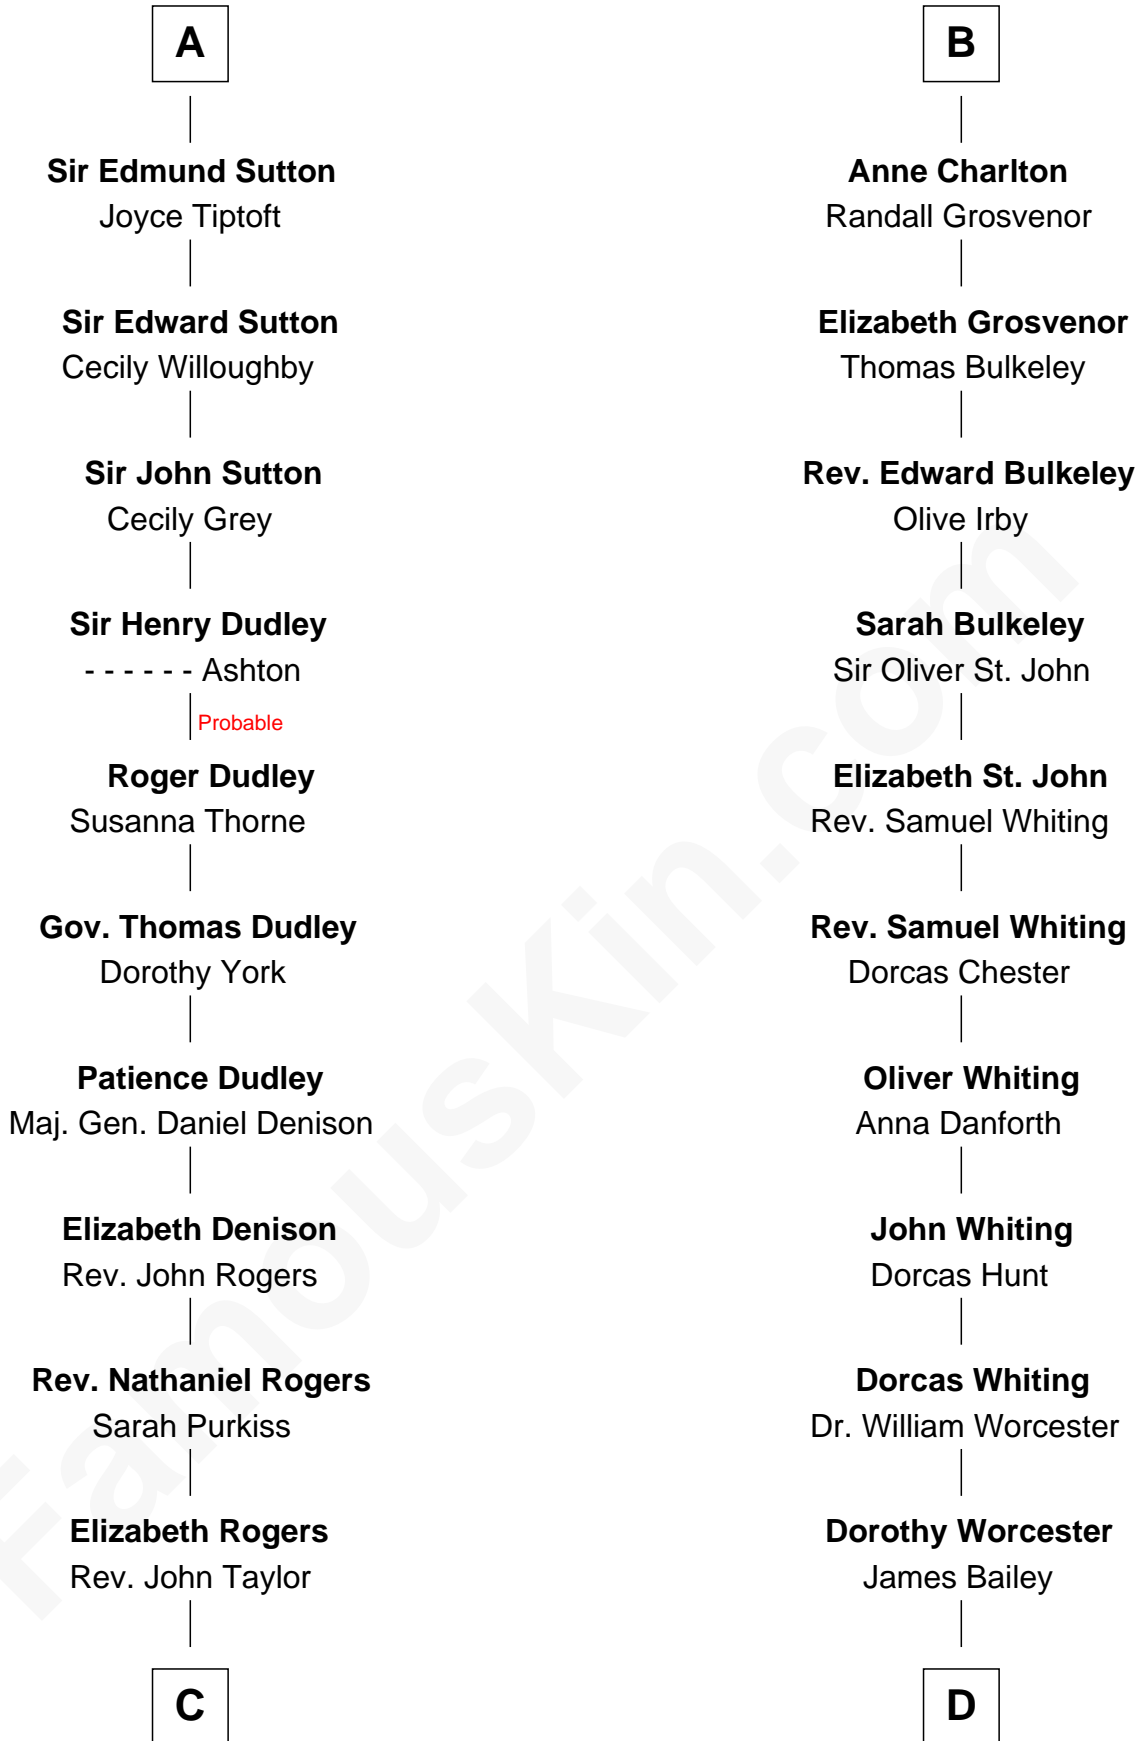 A
Sir Edmund Sutton
Joyce Tiptoft
Sir Edward Sutton
Cecily Willoughby
Sir John Sutton
Cecily Grey
Sir Henry Dudley
- - - - - - Ashton
Probable
Roger Dudley
Susanna Thorne
Gov. Thomas Dudley
Dorothy York
Patience Dudley
Maj. Gen. Daniel Denison
Elizabeth Denison
Rev. John Rogers
Rev. Nathaniel Rogers
Sarah Purkiss
Elizabeth Rogers
Rev. John Taylor
C
B
Anne Charlton
Randall Grosvenor
Elizabeth Grosvenor
Thomas Bulkeley
Rev. Edward Bulkeley
Olive Irby
Sarah Bulkeley
Sir Oliver St. John
Elizabeth St. John
Rev. Samuel Whiting
Rev. Samuel Whiting
Dorcas Chester
Oliver Whiting
Anna Danforth
John Whiting
Dorcas Hunt
Dorcas Whiting
Dr. William Worcester
Dorothy Worcester
James Bailey
D
FamousKin.com